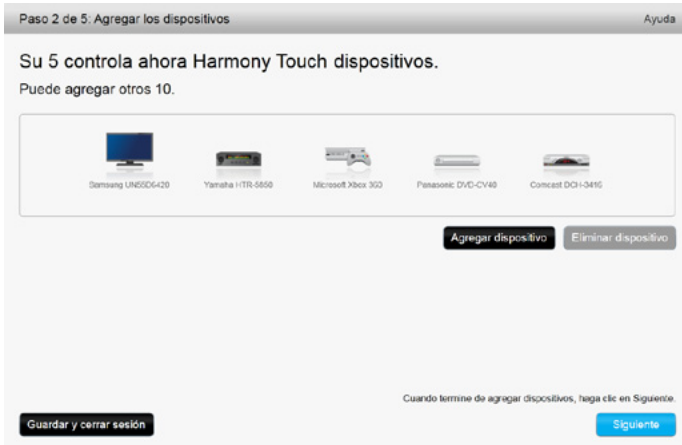 Paso 2 de 5: Agregar los dispositivos
Ayuda
Su 5 controla ahora Harmony Touch dispositivos.
Puede agregar otros 10.
Samsung UN55D6420
Yamaha HTR-5850
Microsoft Xbox 360
Panasonic DVD-CV40
Comcast DCH-3416
Agregar dispositivo
Eliminar dispositivo
Cuando termine de agregar dispositivos, haga clic en Siguiente.
Guardar y cerrar sesión
Siguiente